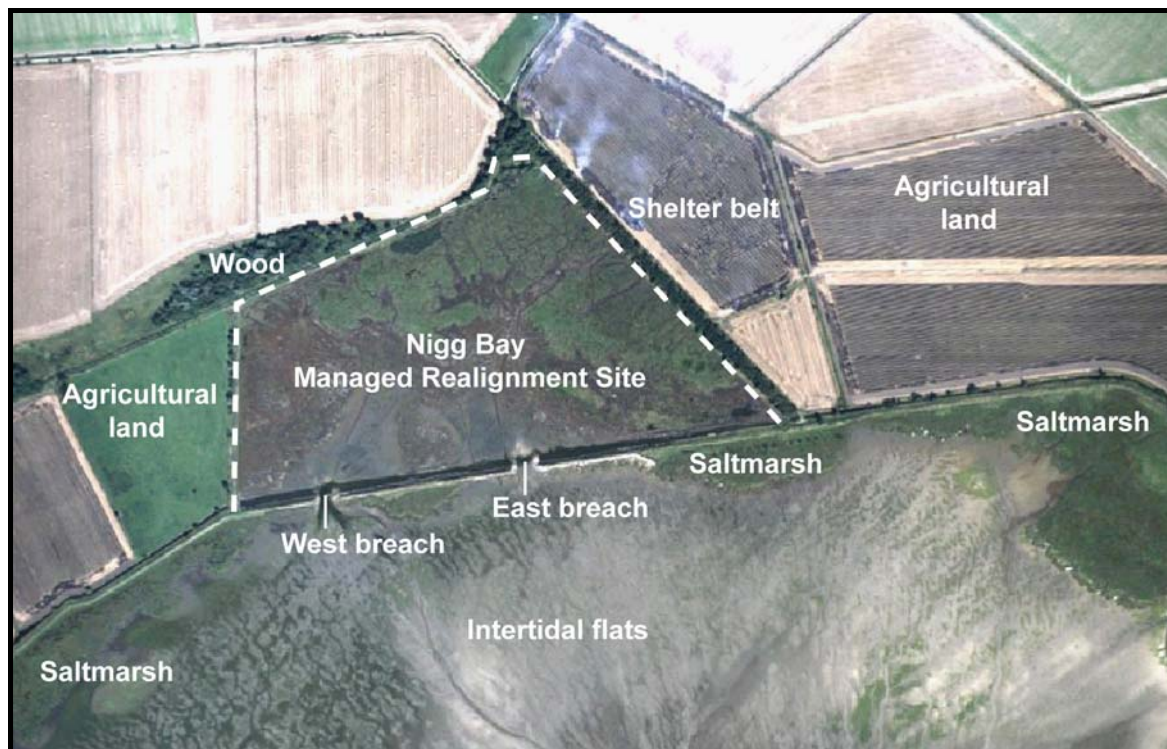 Agricultural
land
Shelter belt
Wood
Nigg Bay
Managed Realignment Site
Agricultural
land
Saltmarsh
Saltmarsh
East breach
West breach
Intertidal flats
Saltmarsh